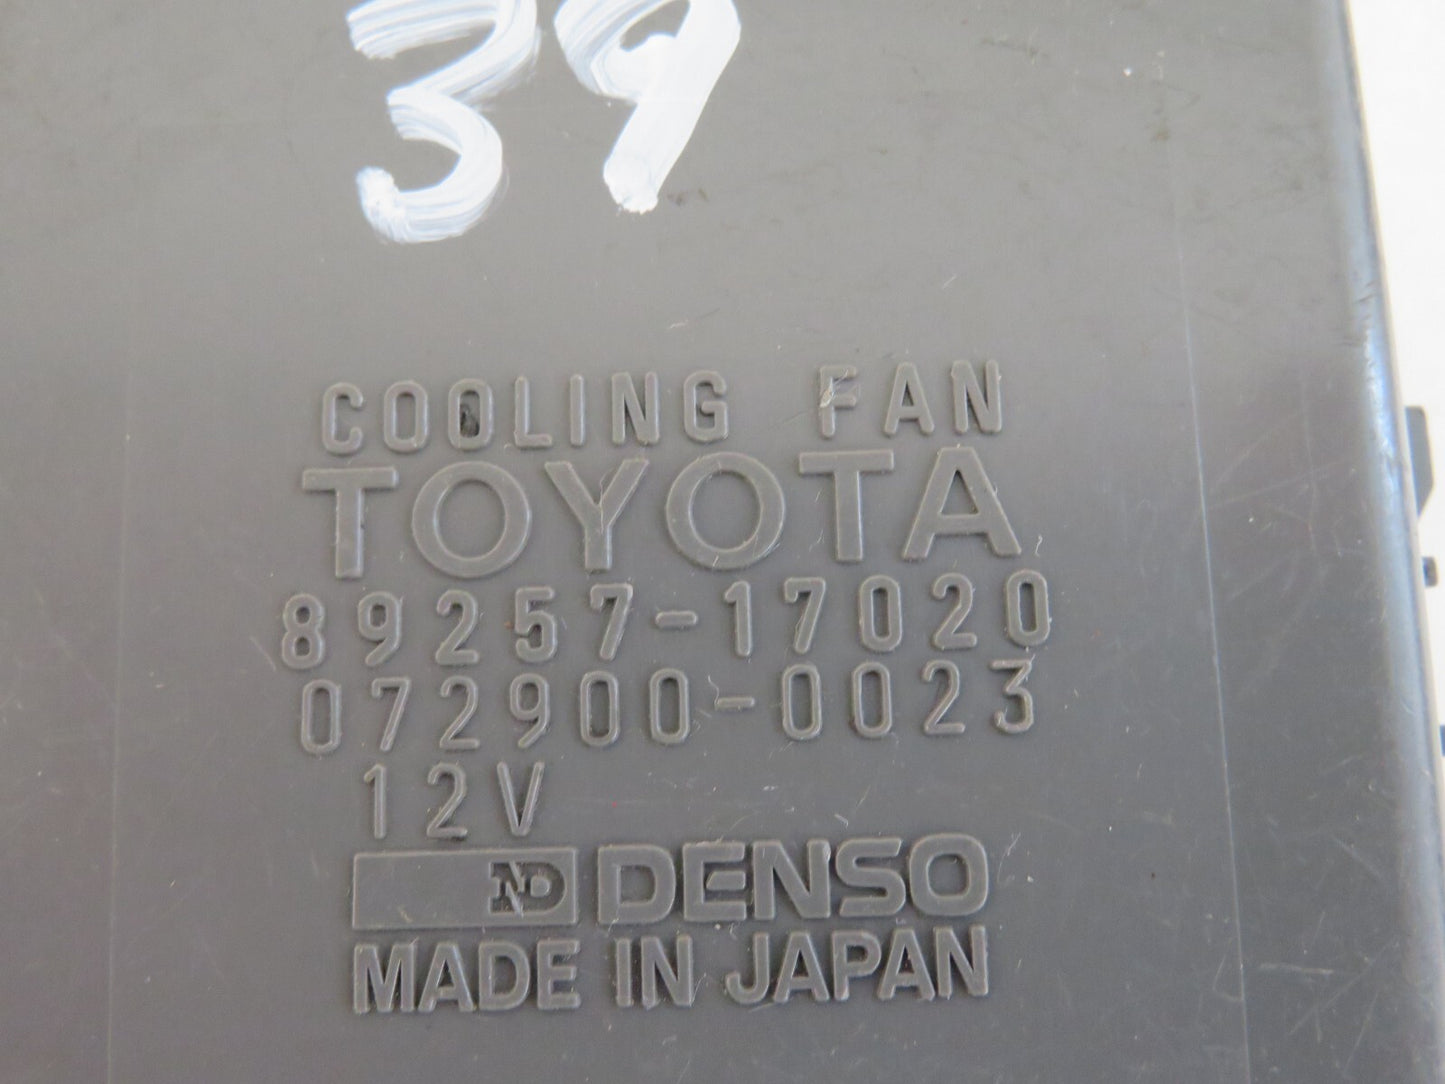 39
COOLING FAN
TOYOTA
89257-17020
072900-0023
12V
ND DENSO
MADE IN JAPAN